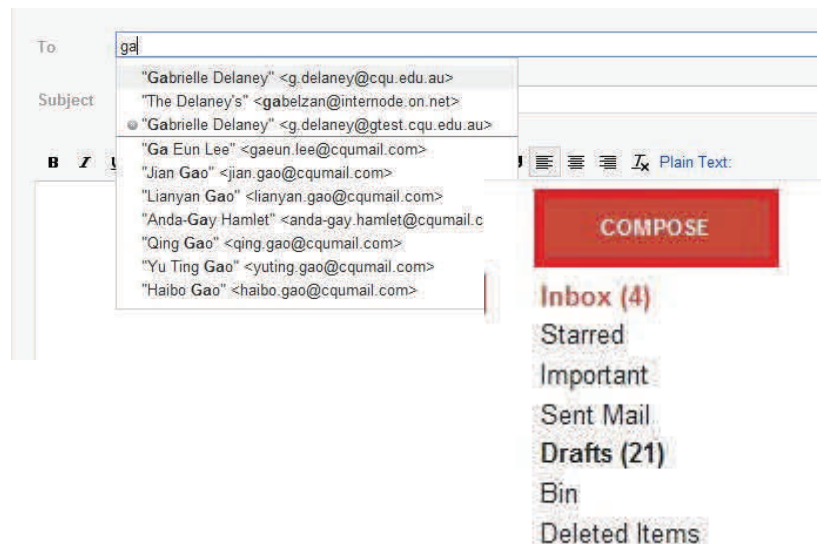 To ga
"Gabrielle Delaney" <g.delaney@cqu.edu.au>
Subject
"The Delaney's" <gabelzan@internode.on.net>
"Gabrielle Delaney" <g.delaney@gtest.cqu.edu.au>
"Ga Eun Lee" <gaeun.lee@cqumail.com>
B I U Plain Text:
"Jian Gao" <jian.gao@cqumail.com>
"Lianyan Gao" <lianyan.gao@cqumail.com>
"Anda-Gay Hamlet" <anda-gay.hamlet@cqumail.c
"Qing Gao" <qing.gao@cqumail.com>
"Yu Ting Gao" <yuting.gao@cqumail.com>
"Haibo Gao" <haibo.gao@cqumail.com>
COMPOSE
Inbox (4)
Starred
Important
Sent Mail
Drafts (21)
Bin
Deleted Items